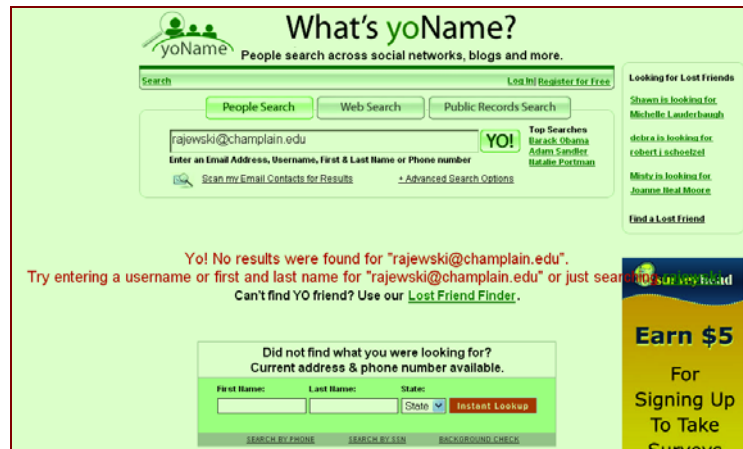 What's yoName?
yoName
People search across social networks, blogs and more.
Search
Log In| Register for Free
People Search
Web Search
Public Records Search
rajewski@champlain.edu
YO!
Enter an Email Address, Username, First & Last Name or Phone number
Scan my Email Contacts for Results
+ Advanced Search Options
Top Searches
Barack Obama
Adam Sandler
Natalie Portman
Looking for Lost Friends
Shawn is looking for
Michelle Lauderbaugh
debra is looking for
robert j schoelzel
Misty is looking for
Joanne Neal Moore
Find a Lost Friend
Yo! No results were found for "rajewski@champlain.edu".
Try entering a username or first and last name for "rajewski@champlain.edu" or just searching rajewski
Can't find YO friend? Use our Lost Friend Finder.
surveyhead
Earn $5
For
Signing Up
To Take
Surveys
Did not find what you were looking for?
Current address & phone number available.
First Name:
Last Name:
State:
State
Instant Lookup
SEARCH BY PHONE
SEARCH BY SSN
BACKGROUND CHECK